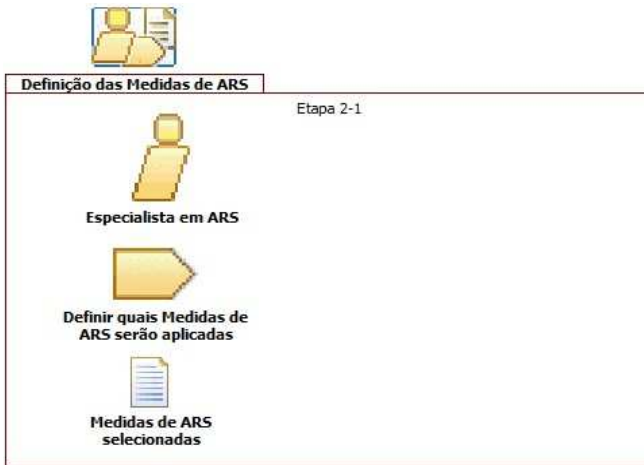 Definição das Medidas de ARS
Etapa 2-1
Especialista em ARS
Definir quais Medidas de
ARS serão aplicadas
Medidas de ARS
selecionadas